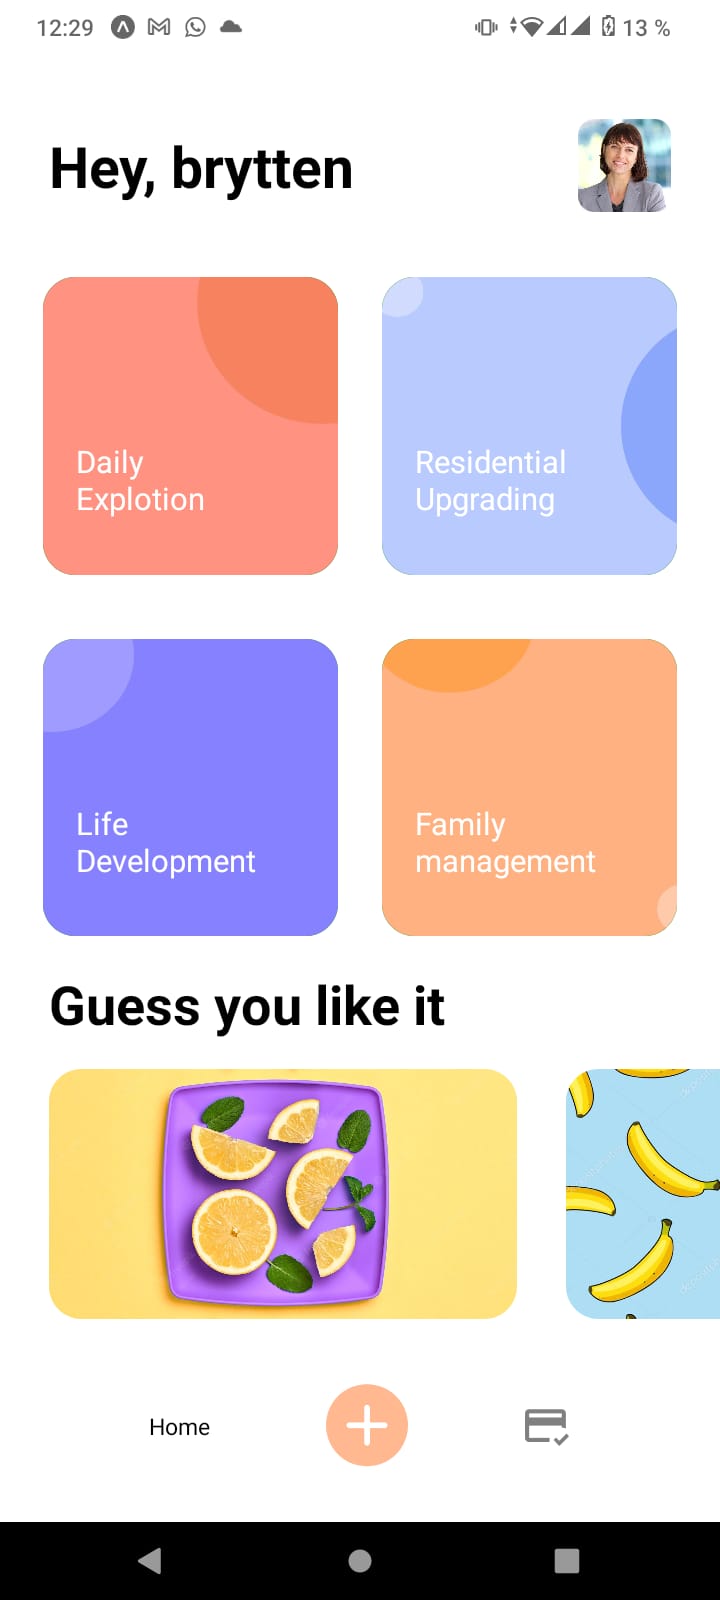 12:29
13 %
Hey, brytten
Daily
Explotion
Residential
Upgrading
Life
Development
Family
management
Guess you like it
Home